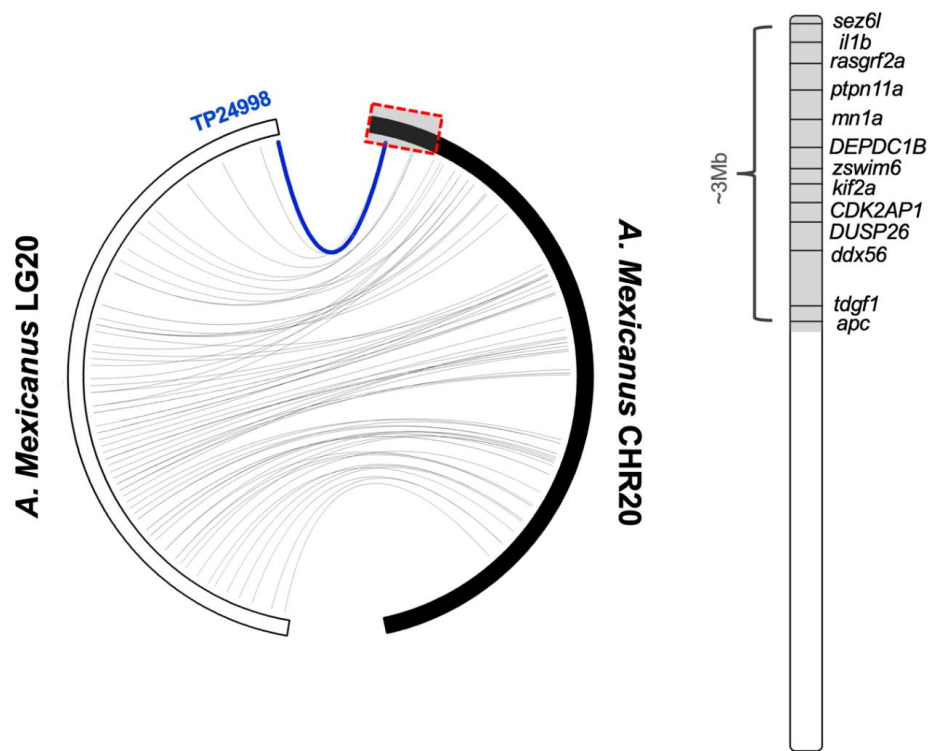 TP24998
A. Mexicanus LG20
A. Mexicanus CHR20
~3Mb
sez6l
il1b
rasgrf2a
ptpn11a
mn1a
DEPDC1B
zswim6
kif2a
CDK2AP1
DUSP26
ddx56
tdgf1
apc